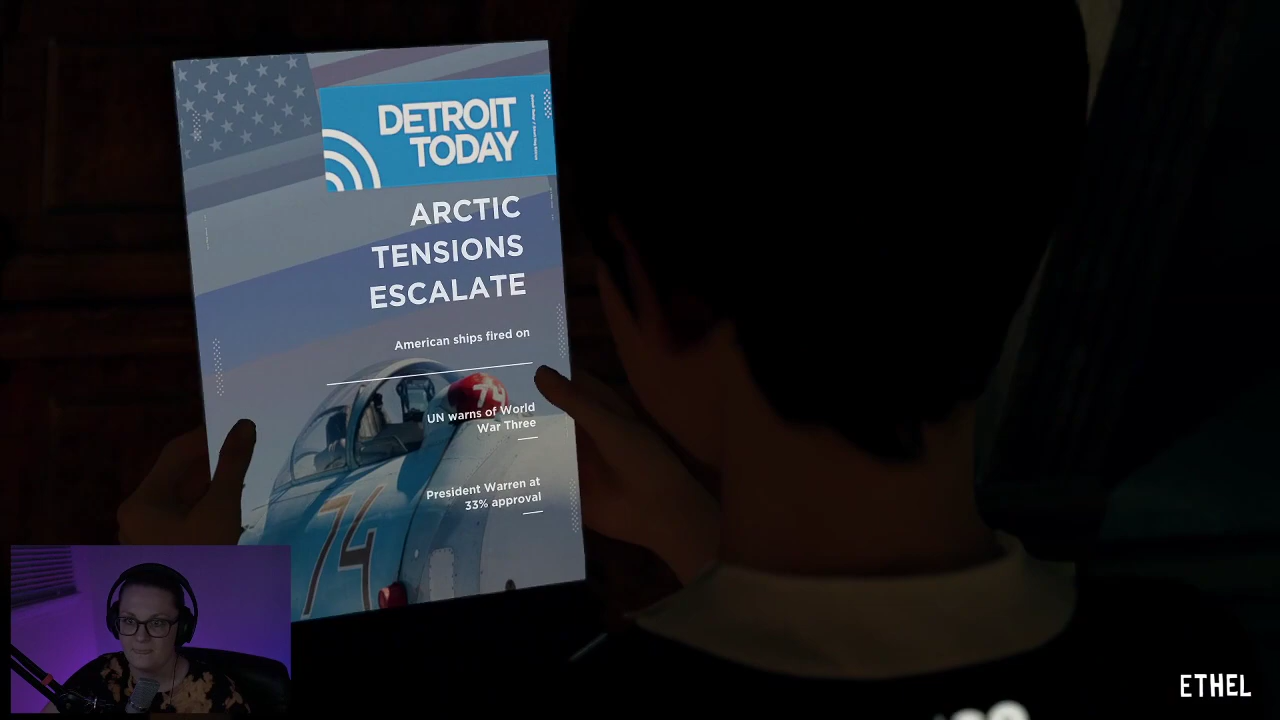 DETROIT
TODAY
ARCTIC
TENSIONS
ESCALATE
American ships fired on
74
UN warns of World
War Three
President Warren at
33% approval
74
ETHEL